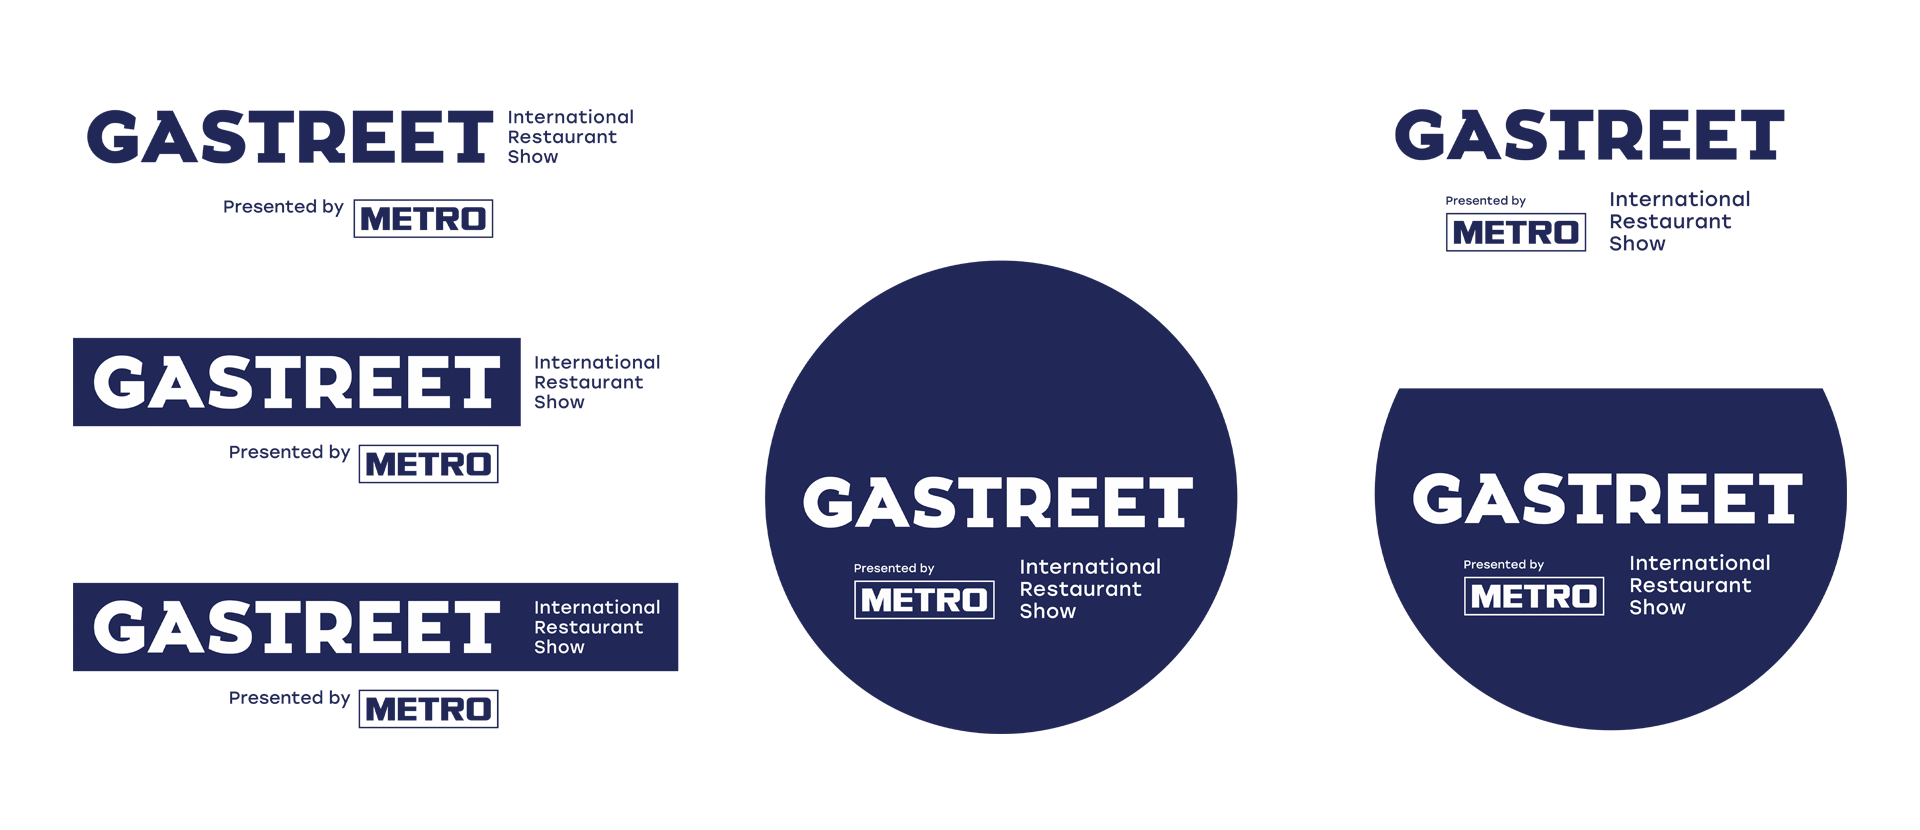 GASTREET
International
Restaurant
Show
Presented by
METRO
GASTREET
International
Restaurant
Show
Presented by
METRO
GASTREET
International
Restaurant
Show
Presented by
METRO
GASTREET
Presented by
METRO
International
Restaurant
Show
GASTREET
Presented by
METRO
International
Restaurant
Show
GASTREET
Presented by
METRO
International
Restaurant
Show